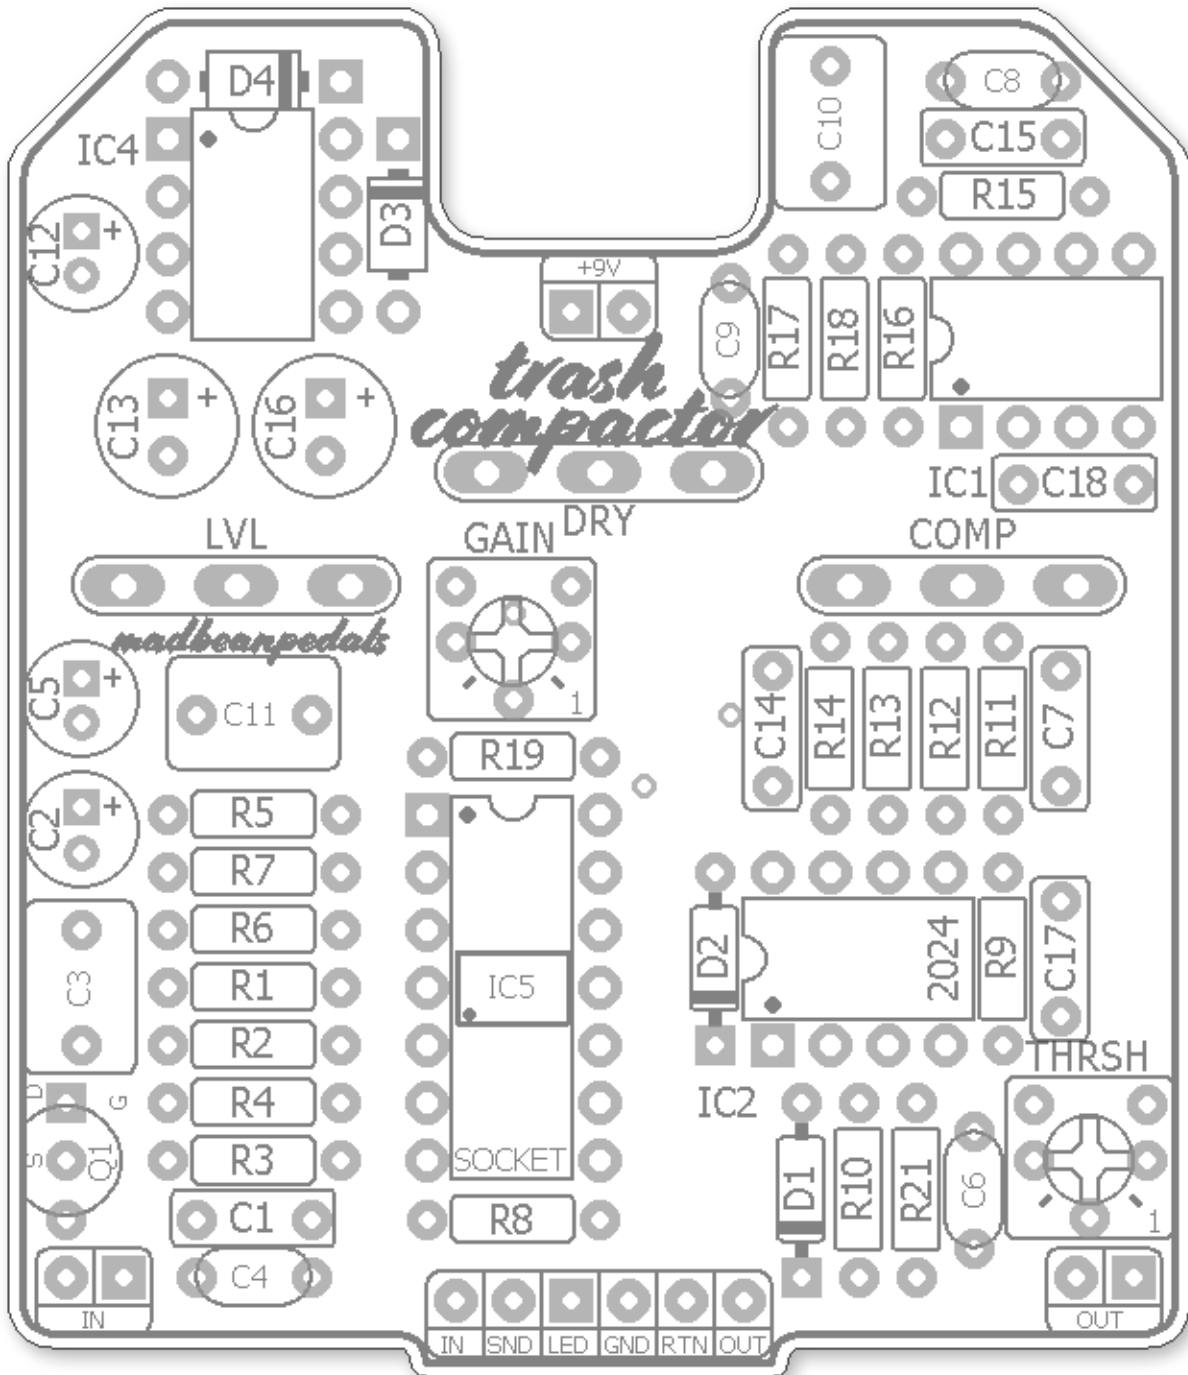 D4
IC4
D3
C12
C13
C16
+9V
trash
compactor
DRY
C10
C8
C15
R15
C9
R17
R18
R16
IC1
C18
LVL
GAIN
COMP
madbeanpedals
C5
C11
1
C2
R19
C14
R14
R13
R12
R11
C7
R5
R7
R6
R1
R2
R4
R3
C3
D
G
S
Q1
C1
C4
IN
IC5
SOCKET
R8
D2
2024
R9
C17
IC2
THRSH
D1
R10
R21
C6
1
IN SND LED GND RTN OUT
OUT